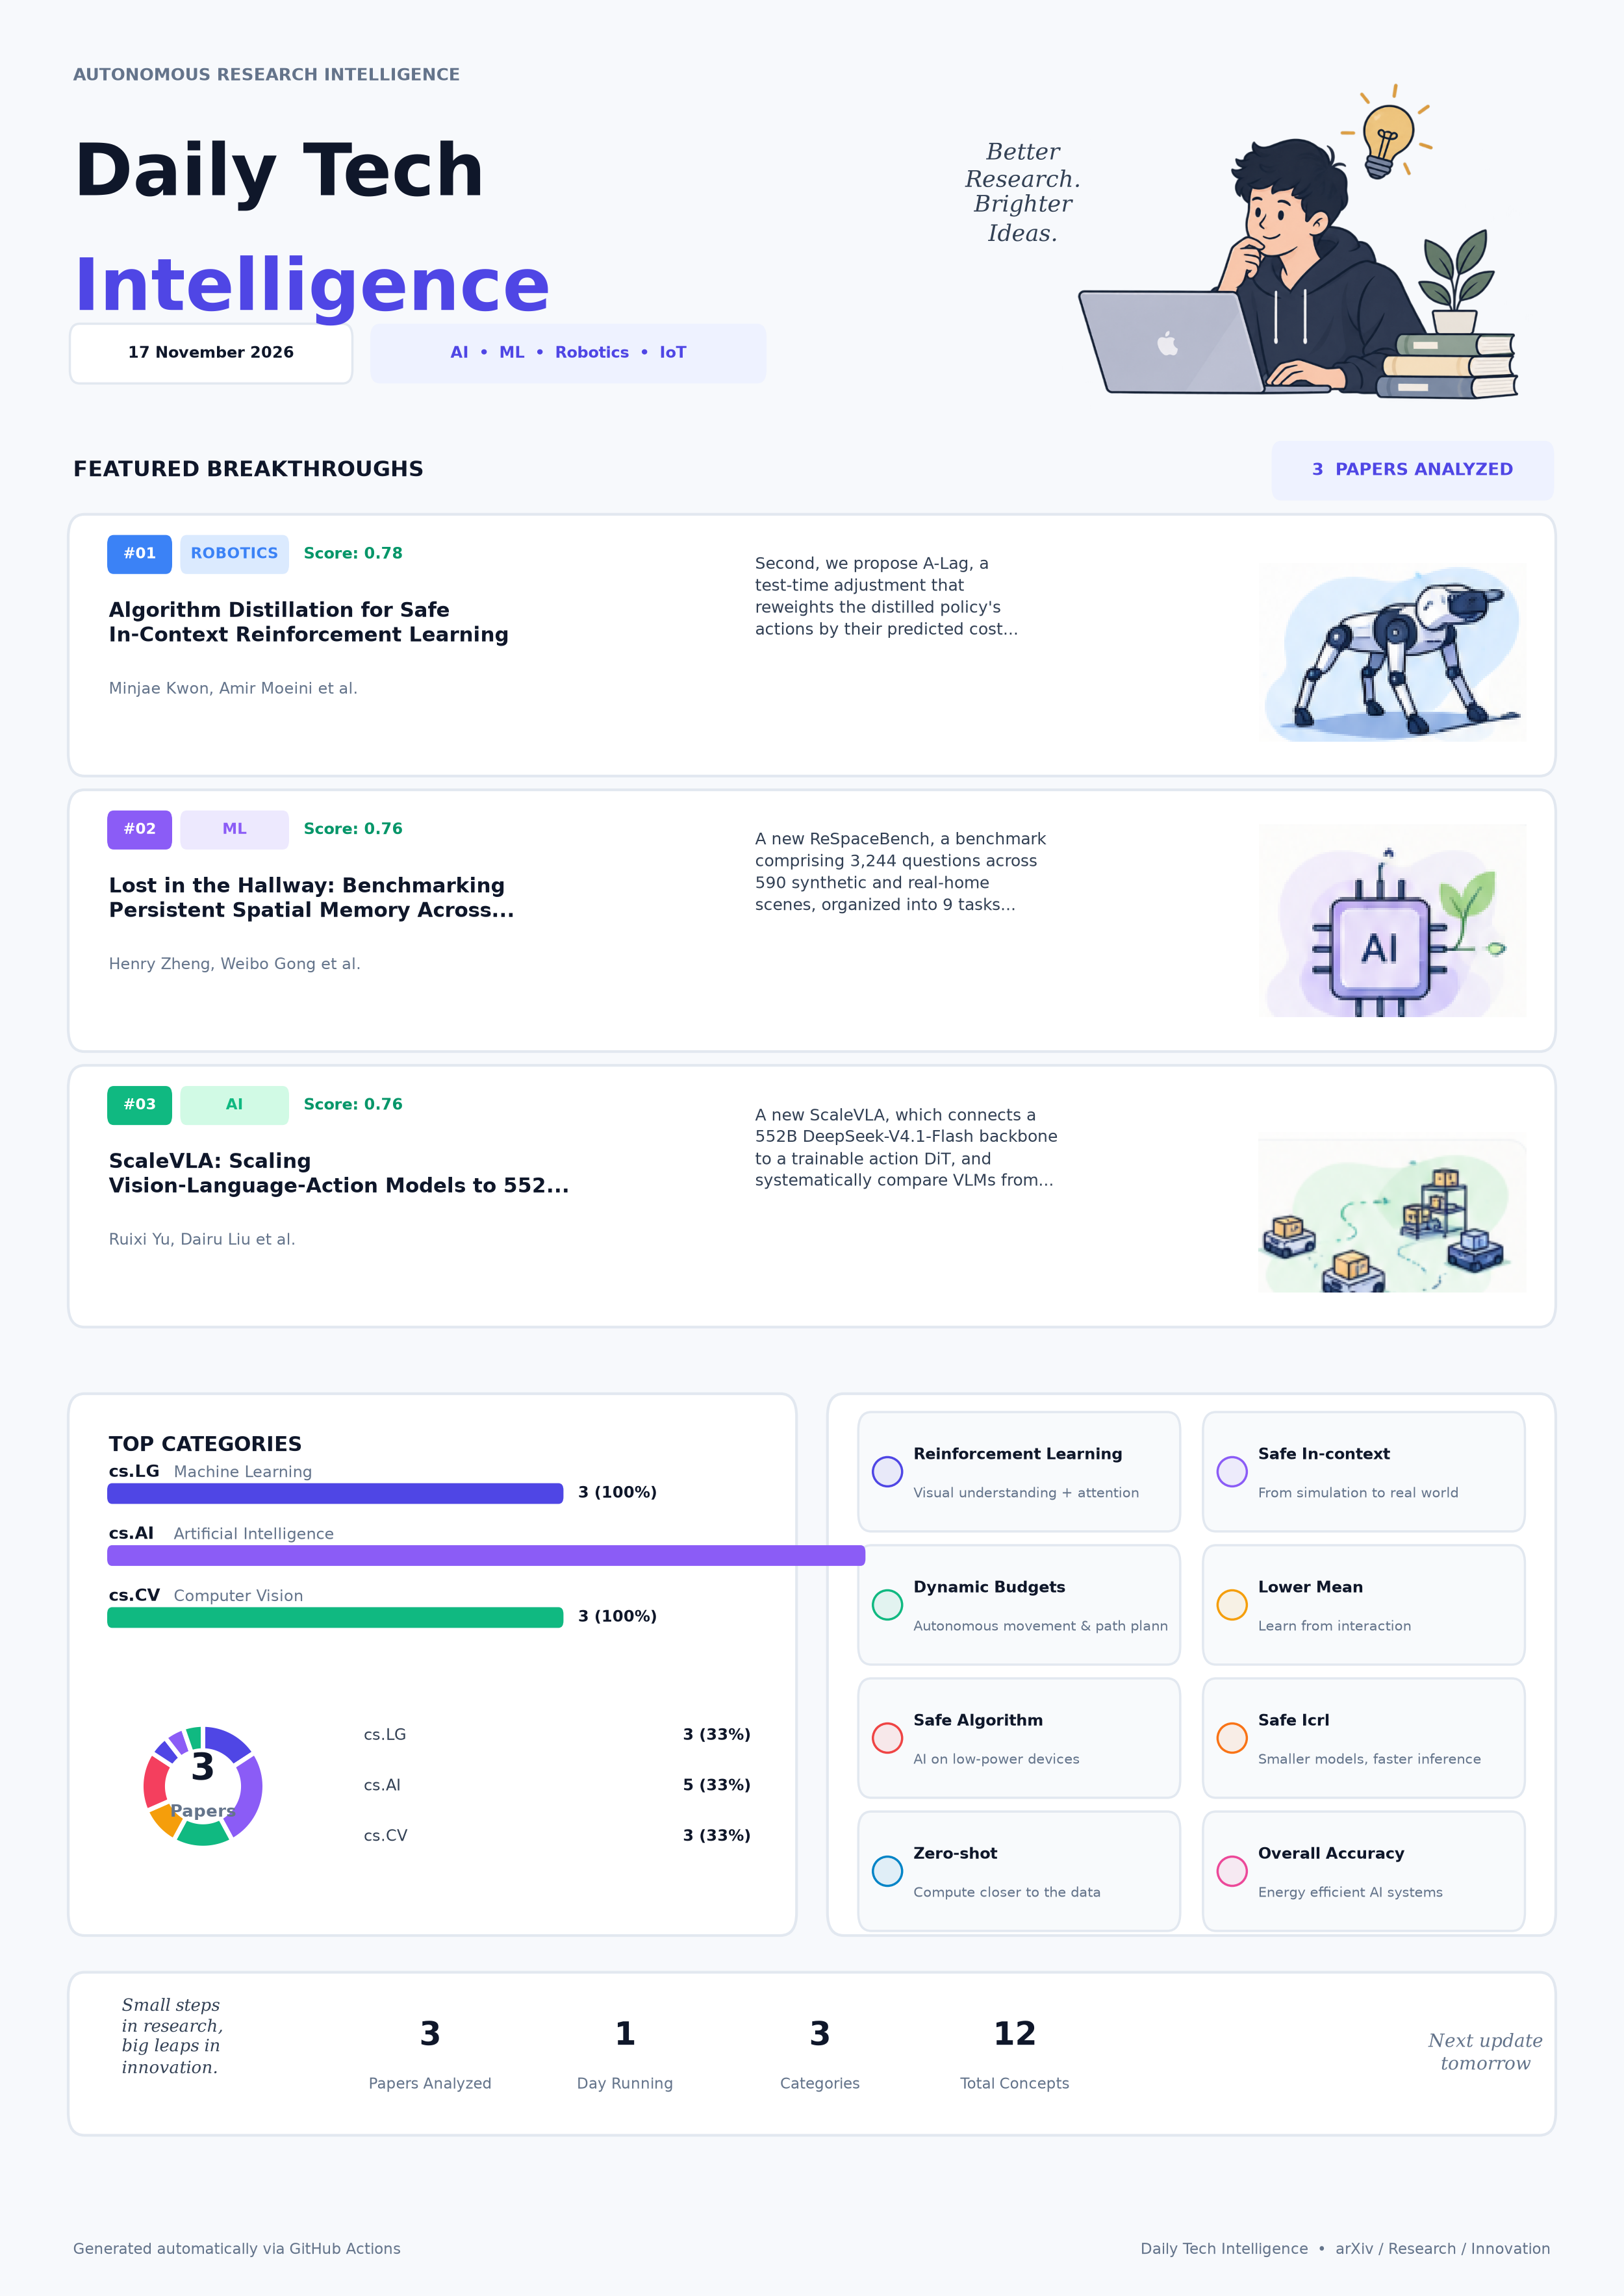 AUTONOMOUS RESEARCH INTELLIGENCE
Daily Tech
Intelligence
17 November 2026
AI • ML • Robotics • IoT
Better
Research.
Brighter
Ideas.
FEATURED BREAKTHROUGHS
3 PAPERS ANALYZED
#01
ROBOTICS
Score: 0.78
Algorithm Distillation for Safe
In-Context Reinforcement Learning
Minjae Kwon, Amir Moeini et al.
Second, we propose A-Lag, a
test-time adjustment that
reweights the distilled policy's
actions by their predicted cost...
#02
ML
Score: 0.76
Lost in the Hallway: Benchmarking
Persistent Spatial Memory Across...
Henry Zheng, Weibo Gong et al.
A new ReSpaceBench, a benchmark
comprising 3,244 questions across
590 synthetic and real-home
scenes, organized into 9 tasks...
AI
#03
AI
Score: 0.76
ScaleVLA: Scaling
Vision-Language-Action Models to 552...
Ruixi Yu, Dairu Liu et al.
A new ScaleVLA, which connects a
552B DeepSeek-V4.1-Flash backbone
to a trainable action DiT, and
systematically compare VLMs from...
TOP CATEGORIES
cs.LG Machine Learning
3 (100%)
cs.AI Artificial Intelligence
cs.CV Computer Vision
3 (100%)
3
Papers
cs.LG 3 (33%)
cs.AI 5 (33%)
cs.CV 3 (33%)
Reinforcement Learning
Visual understanding + attention
Safe In-context
From simulation to real world
Dynamic Budgets
Autonomous movement & path plann
Lower Mean
Learn from interaction
Safe Algorithm
AI on low-power devices
Safe Icrl
Smaller models, faster inference
Zero-shot
Compute closer to the data
Overall Accuracy
Energy efficient AI systems
Small steps
in research,
big leaps in
innovation.
3
Papers Analyzed
1
Day Running
3
Categories
12
Total Concepts
Next update
tomorrow
Generated automatically via GitHub Actions
Daily Tech Intelligence • arXiv / Research / Innovation